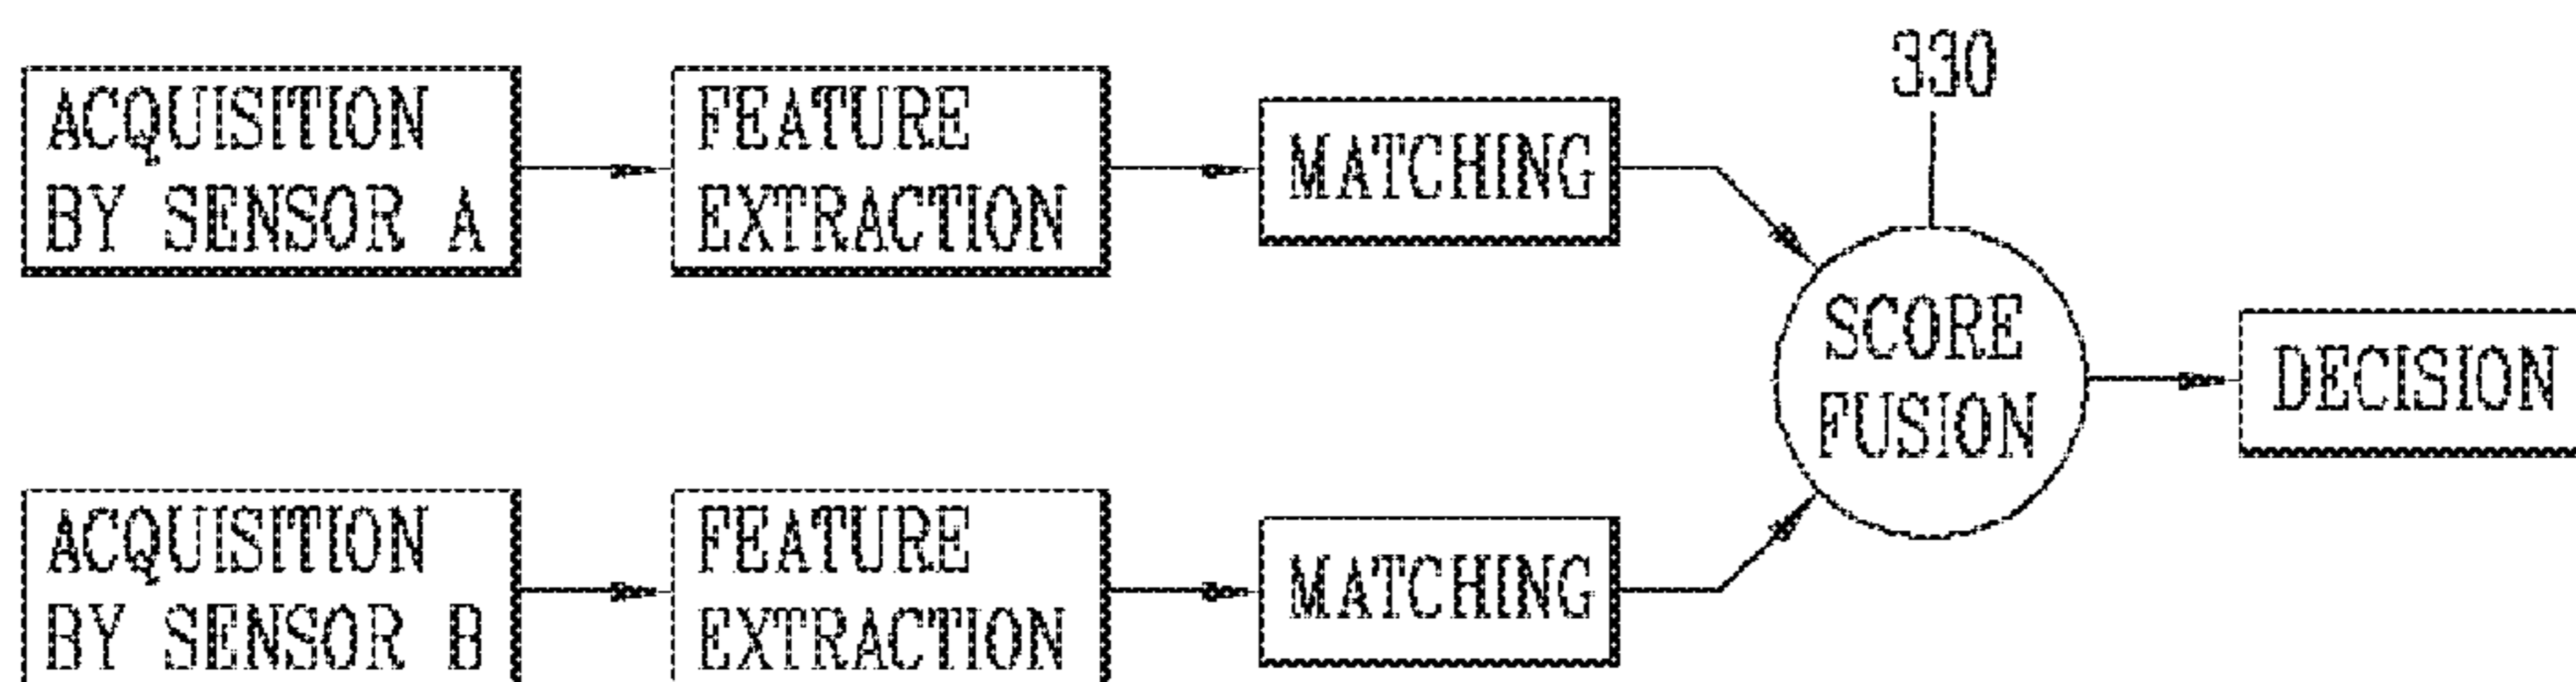 330
ACQUISITION
BY SENSOR A
FEATURE
EXTRACTION
MATCHING
SCORE
FUSION
DECISION
ACQUISITION
BY SENSOR B
FEATURE
EXTRACTION
MATCHING